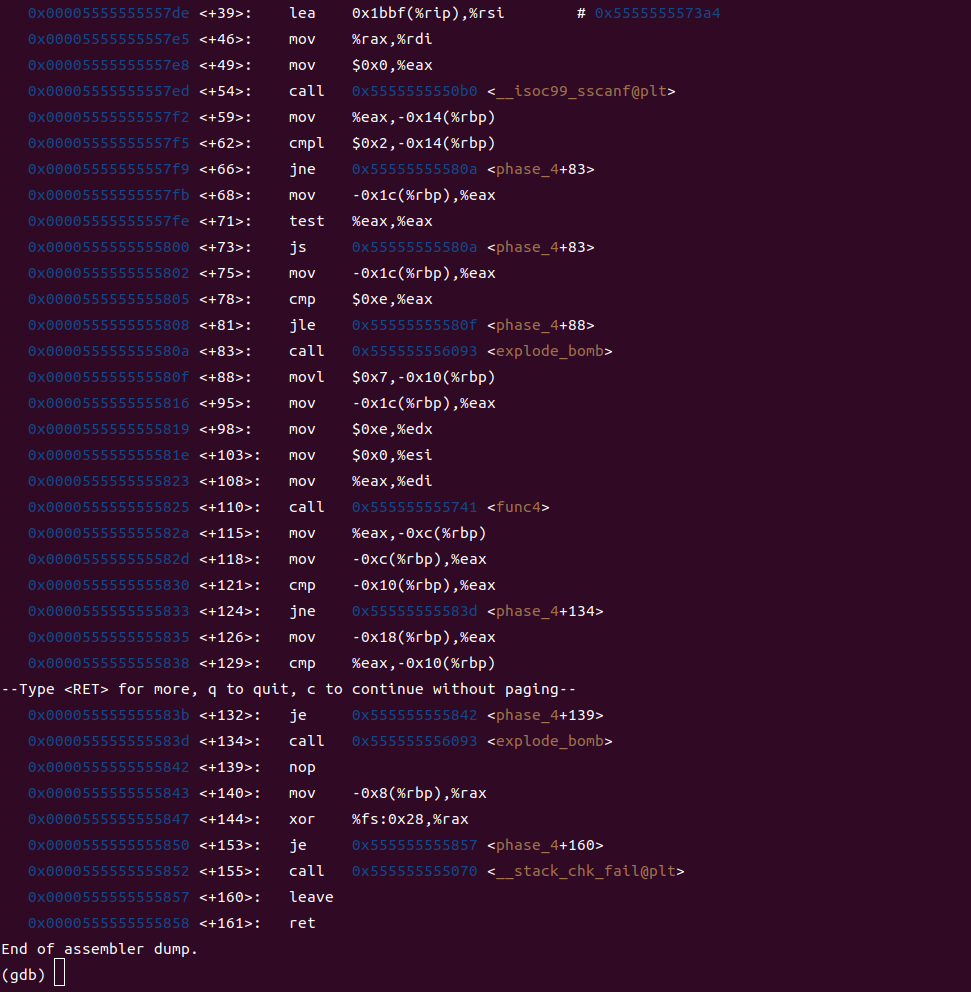 0x00005555555557de <+39>: lea 0x1bbf(%rip),%rsi # 0x5555555573a4
0x00005555555557e5 <+46>: mov %rax,%rdi
0x00005555555557e8 <+49>: mov $0x0,%eax
0x00005555555557ed <+54>: call 0x5555555550b0 <__isoc99_sscanf@plt>
0x00005555555557f2 <+59>: mov %eax,-0x14(%rbp)
0x00005555555557f5 <+62>: cmpl $0x2,-0x14(%rbp)
0x00005555555557f9 <+66>: jne 0x55555555580a <phase_4+83>
0x00005555555557fb <+68>: mov -0x1c(%rbp),%eax
0x00005555555557fe <+71>: test %eax,%eax
0x0000555555555800 <+73>: js 0x55555555580a <phase_4+83>
0x0000555555555802 <+75>: mov -0x1c(%rbp),%eax
0x0000555555555805 <+78>: cmp $0xe,%eax
0x0000555555555808 <+81>: jle 0x55555555580f <phase_4+88>
0x000055555555580a <+83>: call 0x555555556093 <explode_bomb>
0x000055555555580f <+88>: movl $0x7,-0x10(%rbp)
0x0000555555555816 <+95>: mov -0x1c(%rbp),%eax
0x0000555555555819 <+98>: mov $0xe,%edx
0x000055555555581e <+103>: mov $0x0,%esi
0x0000555555555823 <+108>: mov %eax,%edi
0x0000555555555825 <+110>: call 0x555555555741 <func4>
0x000055555555582a <+115>: mov %eax,-0xc(%rbp)
0x000055555555582d <+118>: mov -0xc(%rbp),%eax
0x0000555555555830 <+121>: cmp -0x10(%rbp),%eax
0x0000555555555833 <+124>: jne 0x55555555583d <phase_4+134>
0x0000555555555835 <+126>: mov -0x18(%rbp),%eax
0x0000555555555838 <+129>: cmp %eax,-0x10(%rbp)
--Type <RET> for more, q to quit, c to continue without paging--
0x000055555555583b <+132>: je 0x555555555842 <phase_4+139>
0x000055555555583d <+134>: call 0x555555556093 <explode_bomb>
0x0000555555555842 <+139>: nop
0x0000555555555843 <+140>: mov -0x8(%rbp),%rax
0x0000555555555847 <+144>: xor %fs:0x28,%rax
0x0000555555555850 <+153>: je 0x555555555857 <phase_4+160>
0x0000555555555852 <+155>: call 0x555555555070 <__stack_chk_fail@plt>
0x0000555555555857 <+160>: leave
0x0000555555555858 <+161>: ret
End of assembler dump.
(gdb)